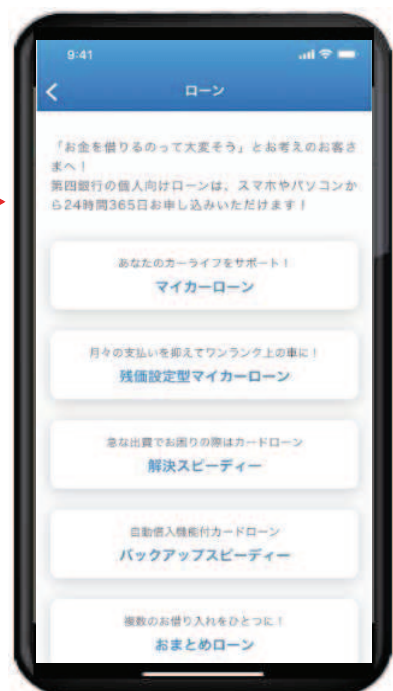 9:41
ローン
「お金を借りるのって大変そう」とお考えのお客さ
まへ！
第四銀行の個人向けローンは、スマホやパソコンか
ら24時間365日お申し込みいただけます！
あなたのカーライフをサポート！
マイカーローン
月々の支払いを抑えてワンランク上の車に！
残価設定型マイカーローン
急な出費でお困りの際はカードローン
解決スピーディー
自動借入機能付カードローン
バックアップスピーディー
複数のお借り入れをひとつに！
おまとめローン